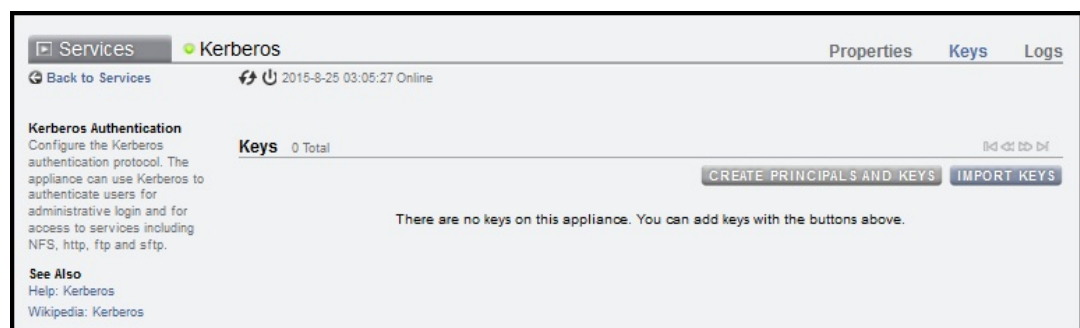 Services
Kerberos
Properties Keys Logs
Back to Services
2015-8-25 03:05:27 Online
Kerberos Authentication
Configure the Kerberos
authentication protocol. The
appliance can use Kerberos to
authenticate users for
administrative login and for
access to services including
NFS, http, ftp and sftp.
See Also
Help: Kerberos
Wikipedia: Kerberos
Keys 0 Total
CREATE PRINCIPALS AND KEYS IMPORT KEYS
There are no keys on this appliance. You can add keys with the buttons above.